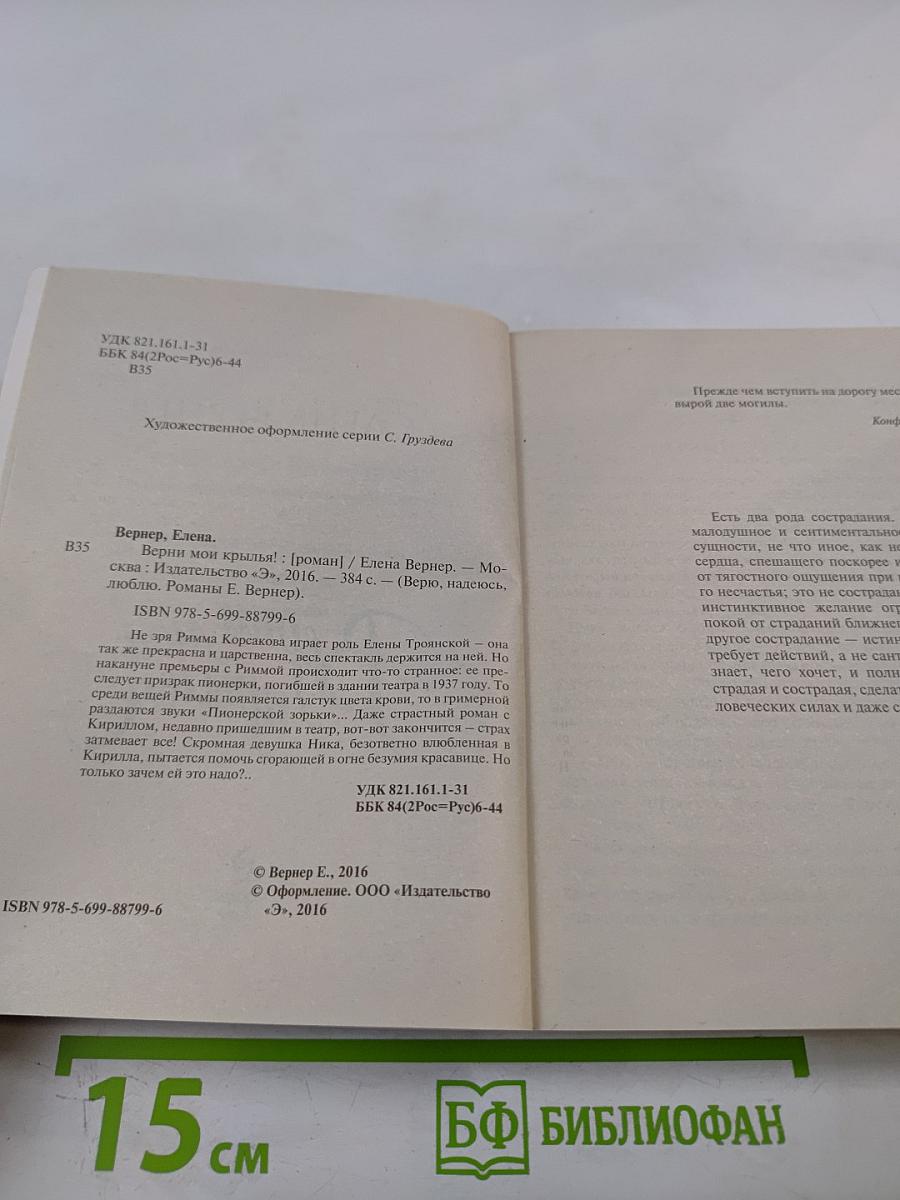 УДК 821.161.1-31
ББК 84(2Рос=Рус)6-44
В35
Художественное оформление серии С. Груздева
Вернер, Елена.
В35 Верни мои крылья! : [роман] / Елена Вернер. — Мо-
сква : Издательство «Э», 2016. — 384 с. — (Верю, надеюсь,
люблю. Романы Е. Вернер).
ISBN 978-5-699-88799-6
Не зря Римма Корсакова играет роль Елены Троянской – она
так же прекрасна и царственна, весь спектакль держится на ней. Но
накануне премьеры с Риммой происходит что-то странное: ее пре-
следует призрак пионерки, погибшей в здании театра в 1937 году. То
среди вещей Риммы появляется галстук цвета крови, то в гримерной
раздаются звуки «Пионерской зорьки»... Даже страстный роман с
Кириллом, недавно пришедшим в театр, вот-вот закончится – страх
затмевает все! Скромная девушка Ника, безответно влюбленная в
Кирилла, пытается помочь сгорающей в огне безумия красавице. Но
только зачем ей это надо?..
УДК 821.161.1-31
ББК 84(2Рос=Рус)6-44
© Вернер Е., 2016
© Оформление. ООО «Издательство
«Э», 2016
ISBN 978-5-699-88799-6
Прежде чем вступить на дорогу мес
вырой две могилы.
Конф
Есть два рода сострадания.
малодушное и сентиментально
сущности, не что иное, как не
сердца, спешащего поскорее и
от тягостного ощущения при
го несчастья; это не сострада
инстинктивное желание огр
покой от страданий ближне
другое сострадание — истин
требует действий, а не сант
знает, чего хочет, и полн
страдая и сострадая, сделат
ловеческих силах и даже с
15 см
БФ БИБЛИОФАН